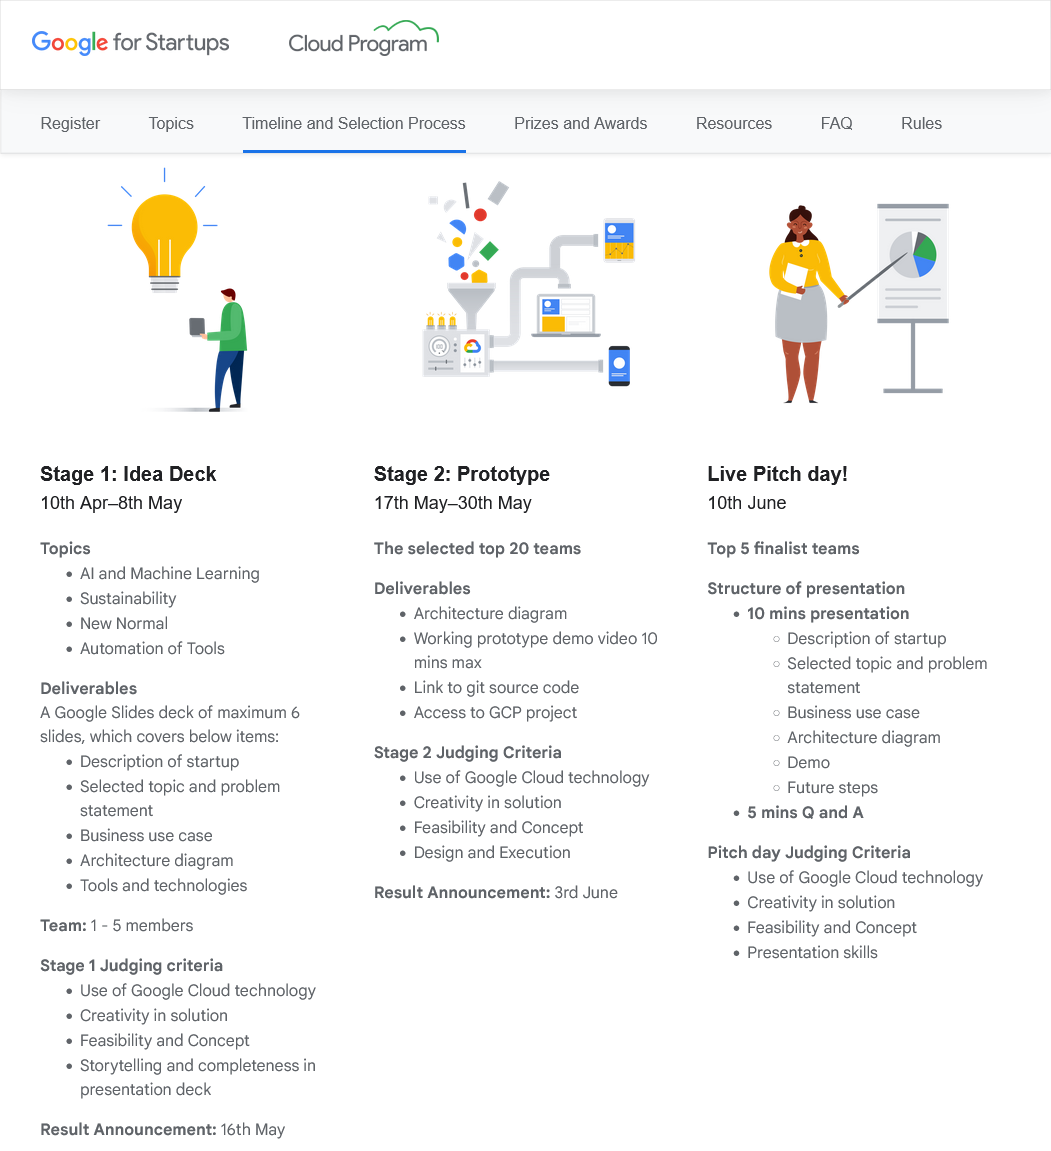 Google for Startups
Cloud Program
Register
Topics
Timeline and Selection Process
Prizes and Awards
Resources
FAQ
Rules
Stage 1: Idea Deck
10th Apr–8th May
Topics
• AI and Machine Learning
• Sustainability
• New Normal
• Automation of Tools
Deliverables
A Google Slides deck of maximum 6
slides, which covers below items:
• Description of startup
• Selected topic and problem
statement
• Business use case
• Architecture diagram
• Tools and technologies
Team: 1 - 5 members
Stage 1 Judging criteria
• Use of Google Cloud technology
• Creativity in solution
• Feasibility and Concept
• Storytelling and completeness in
presentation deck
Result Announcement: 16th May
Stage 2: Prototype
17th May–30th May
The selected top 20 teams
Deliverables
• Architecture diagram
• Working prototype demo video 10
mins max
• Link to git source code
• Access to GCP project
Stage 2 Judging Criteria
• Use of Google Cloud technology
• Creativity in solution
• Feasibility and Concept
• Design and Execution
Result Announcement: 3rd June
Live Pitch day!
10th June
Top 5 finalist teams
Structure of presentation
• 10 mins presentation
○ Description of startup
○ Selected topic and problem
statement
○ Business use case
○ Architecture diagram
○ Demo
○ Future steps
• 5 mins Q and A
Pitch day Judging Criteria
• Use of Google Cloud technology
• Creativity in solution
• Feasibility and Concept
• Presentation skills